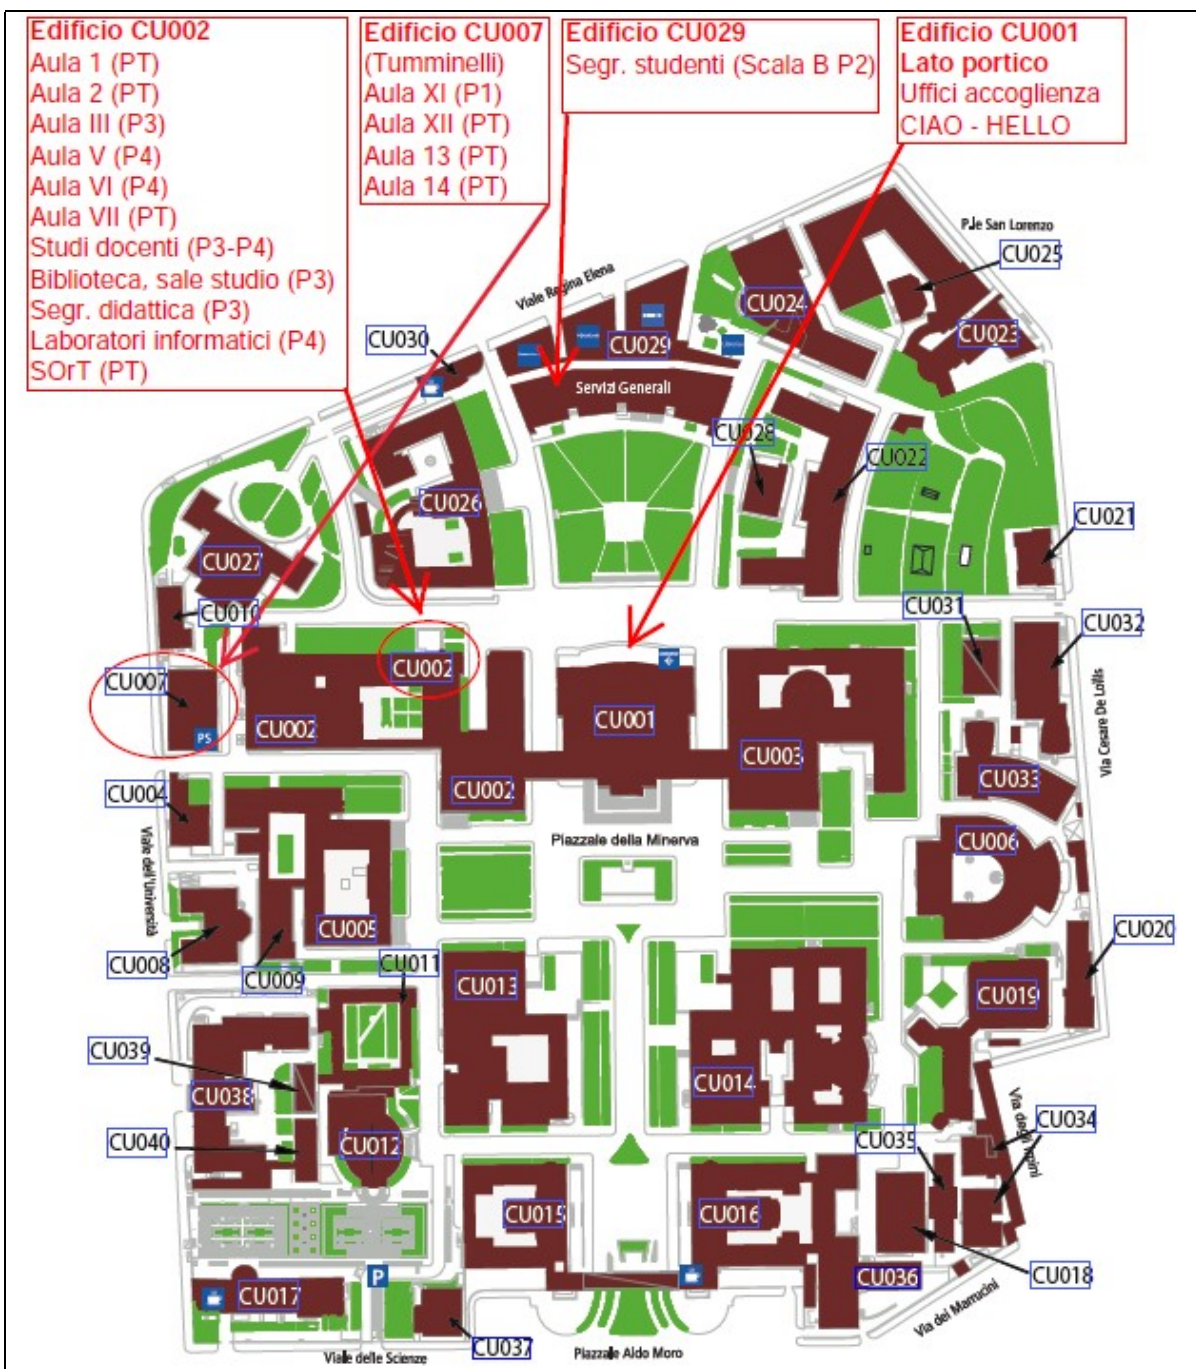 Edificio CU002
Aula 1 (PT)
Aula 2 (PT)
Aula III (P3)
Aula V (P4)
Aula VI (P4)
Aula VII (PT)
Studi docenti (P3-P4)
Biblioteca, sale studio (P3)
Segr. didattica (P3)
Laboratori informatici (P4)
SOrT (PT)
Edificio CU007
(Tumminelli)
Aula XI (P1)
Aula XII (PT)
Aula 13 (PT)
Aula 14 (PT)
Edificio CU029
Segr. studenti (Scala B P2)
Edificio CU001
Lato portico
Uffici accoglienza
CIAO - HELLO
P.le San Lorenzo
CU025
Viale Regina Elena
CU024
CU023
CU030
CU029
Servizi Generali
CU028
CU022
CU026
CU021
CU027
CU010
CU031
CU032
CU007
CU002
PS
CU002
CU001
CU003
CU002
CU033
Via Cesare De Lollis
CU004
Viale dell'Università
Piazzale della Minerva
CU006
CU005
CU008
CU009
CU011
CU013
CU020
CU019
CU039
CU038
CU014
CU040
CU012
CU035
CU034
CU015
CU016
P
CU036
CU018
CU017
CU037
Via dei Marrucini
Viale delle Scienze
Piazzale Aldo Moro